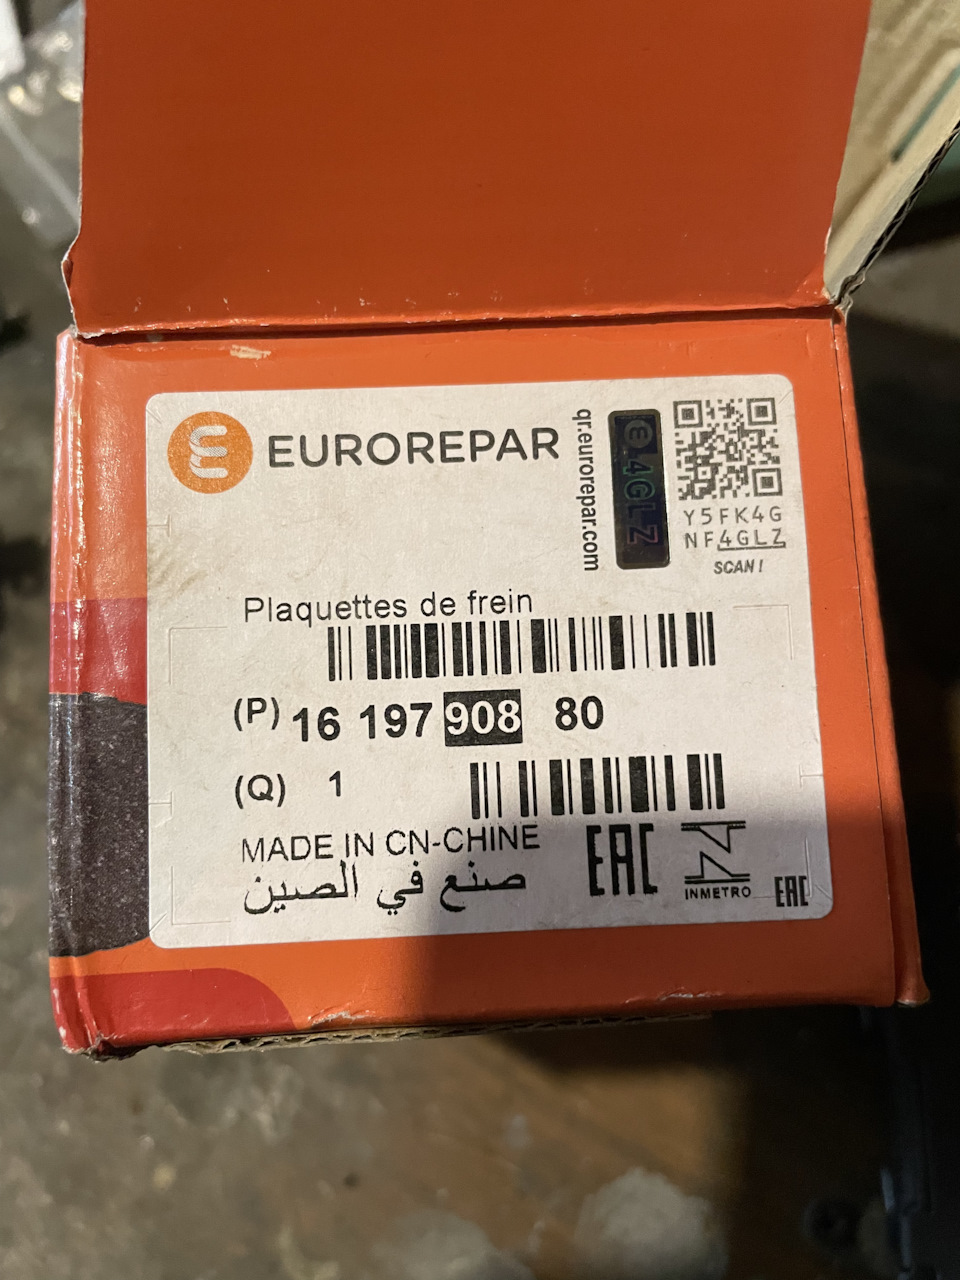 EUROREPAR
qr.eurorepar.com
4GLZ
Y5FK4G
NF4GLZ
SCAN!
Plaquettes de frein
(P) 16 197 908 80
(Q) 1
MADE IN CN-CHINE
صنع في الصين
EAC
INMETRO
EAC